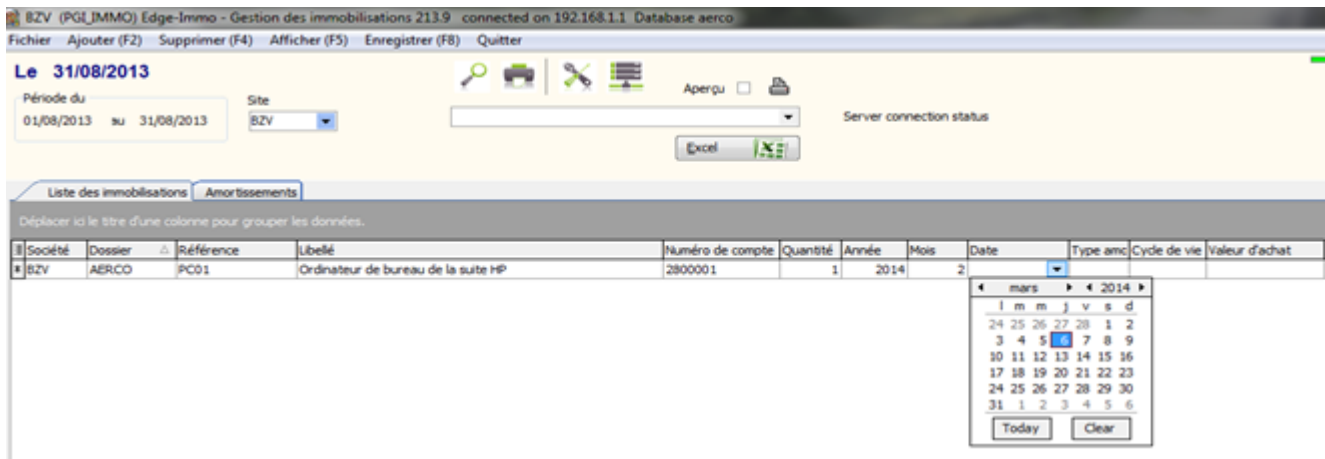 BZV (PGI_IMMO) Edge-Immo - Gestion des immobilisations 213.9 connected on 192.168.1.1 Database aerco
Fichier Ajouter (F2) Supprimer (F4) Afficher (F5) Enregistrer (F8) Quitter
Le 31/08/2013
Période du
01/08/2013 au 31/08/2013
Site
BZV
Aperçu
Server connection status
Excel
Liste des immobilisations Amortissements
Déplacer ici le titre d'une colonne pour grouper les données.
Société Dossier Référence Libellé Numéro de compte Quantité Année Mois Date Type amc Cycle de vie Valeur d'achat
BZV AERCO PC01 Ordinateur de bureau de la suite HP 2800001 1 2014 2
mars 2014
l m m j v s d
24 25 26 27 28 1 2
3 4 5 6 7 8 9
10 11 12 13 14 15 16
17 18 19 20 21 22 23
24 25 26 27 28 29 30
31 1 2 3 4 5 6
Today Clear